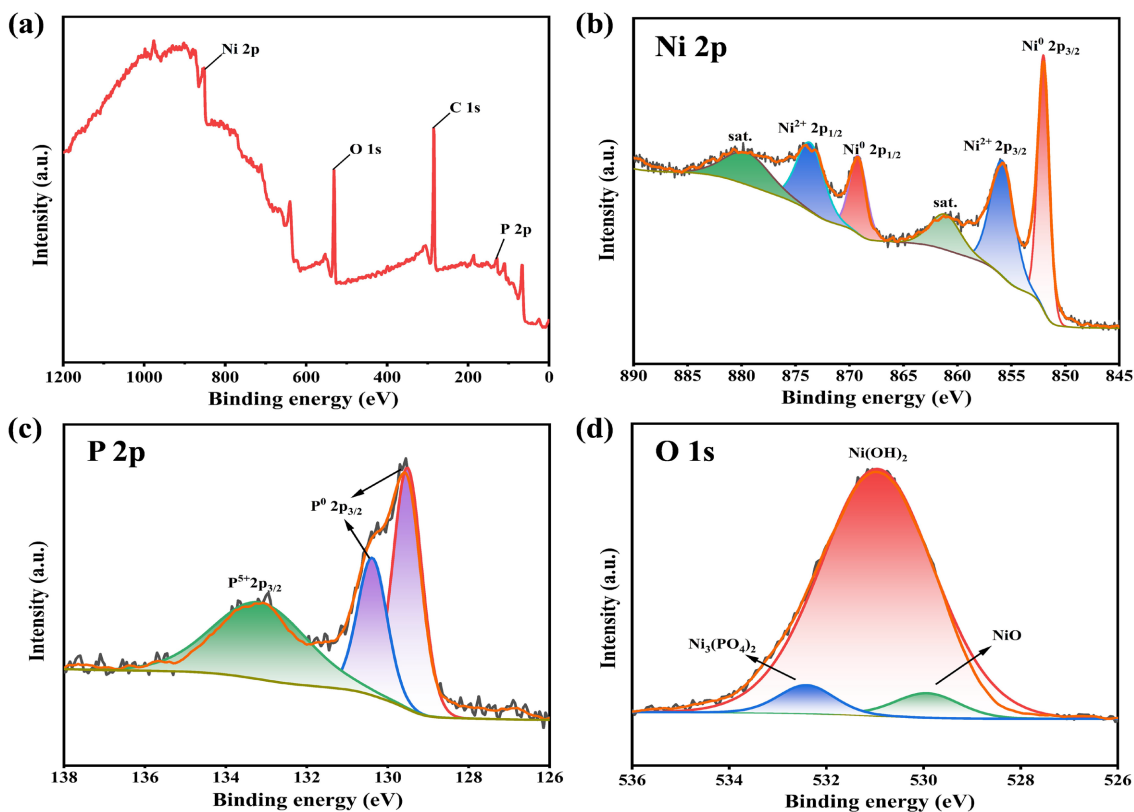 (a)
Ni 2p
C 1s
O 1s
P 2p
Intensity (a.u.)
1200 1000 800 600 400 200 0
Binding energy (eV)
(b)
Ni 2p
Ni⁰ 2p₃/₂
sat.
Ni²⁺ 2p₁/₂
Ni⁰ 2p₁/₂
Ni²⁺ 2p₃/₂
sat.
Intensity (a.u.)
890 880 875 870 865 860 855 850 845
Binding energy (eV)
(c)
P 2p
P⁰ 2p₃/₂
P⁵⁺2p₃/₂
Intensity (a.u.)
138 136 134 132 130 128 126
Binding energy (eV)
(d)
O 1s
Ni(OH)₂
Ni₃(PO₄)₂
NiO
Intensity (a.u.)
536 534 532 530 528 526
Binding energy (eV)